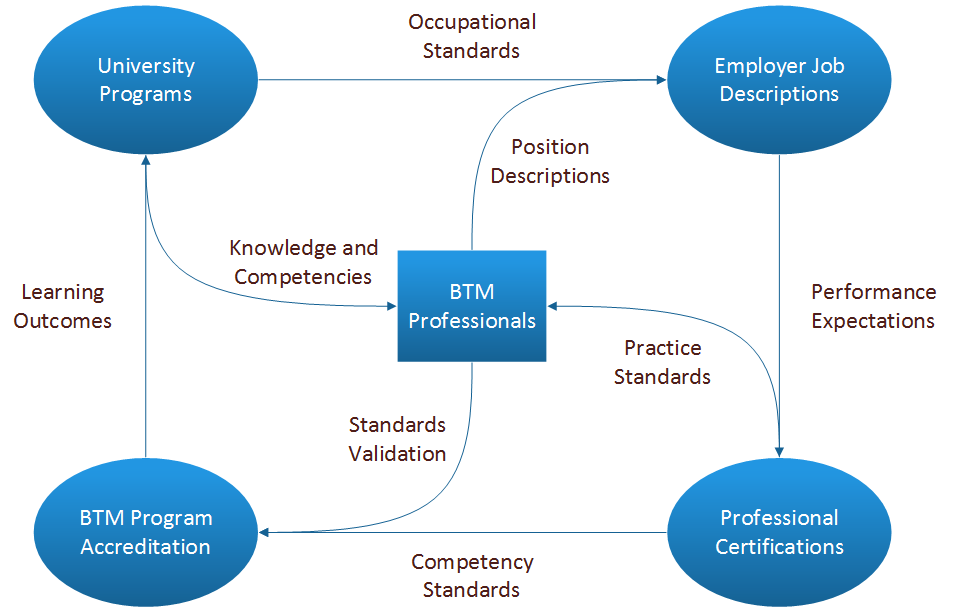 Occupational
Standards
University
Programs
Employer Job
Descriptions
Position
Descriptions
Knowledge and
Competencies
BTM
Professionals
Learning
Outcomes
Performance
Expectations
Practice
Standards
Standards
Validation
BTM Program
Accreditation
Professional
Certifications
Competency
Standards